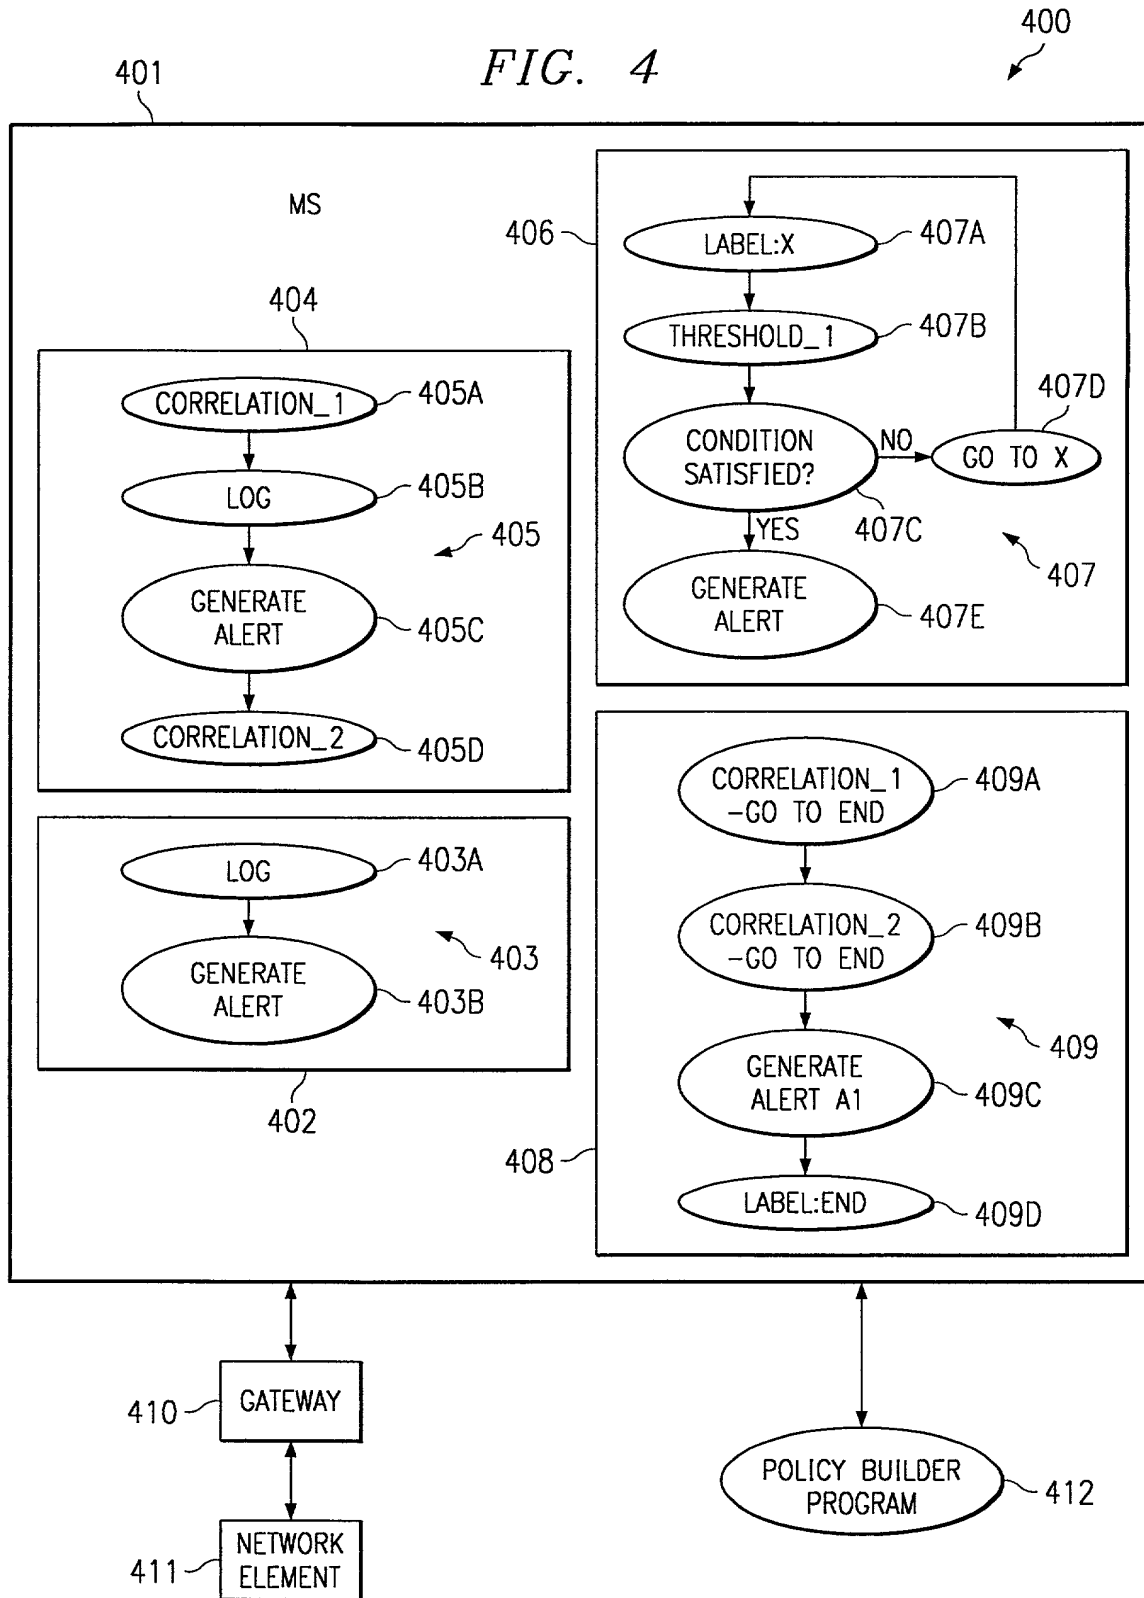 FIG. 4
400
401
MS
404
CORRELATION_1
405A
LOG
405B
405
GENERATE
ALERT
405C
CORRELATION_2
405D
LOG
403A
GENERATE
ALERT
403
403B
402
406
LABEL:X
407A
THRESHOLD_1
407B
407D
CONDITION
SATISFIED?
NO
GO TO X
YES
407C
407
GENERATE
ALERT
407E
CORRELATION_1
-GO TO END
409A
CORRELATION_2
-GO TO END
409B
409
GENERATE
ALERT A1
409C
408
LABEL:END
409D
GATEWAY
410
NETWORK
ELEMENT
411
POLICY BUILDER
PROGRAM
412